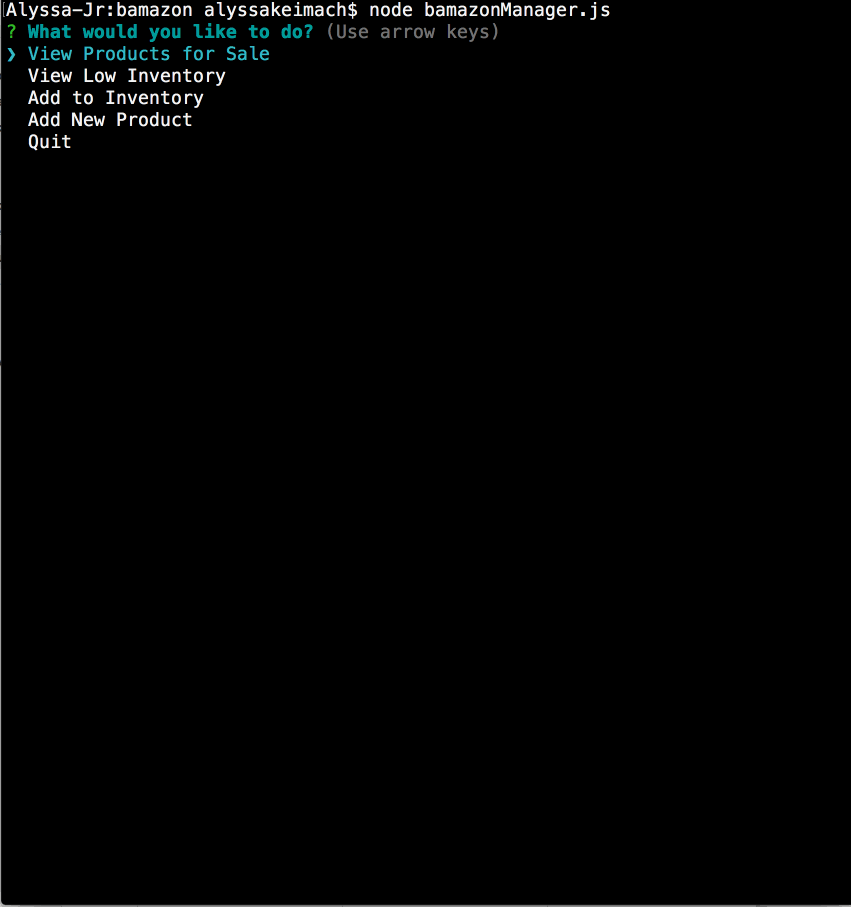 [Alyssa-Jr:bamazon alyssakeimach$ node bamazonManager.js
? What would you like to do? (Use arrow keys)
❯ View Products for Sale
View Low Inventory
Add to Inventory
Add New Product
Quit